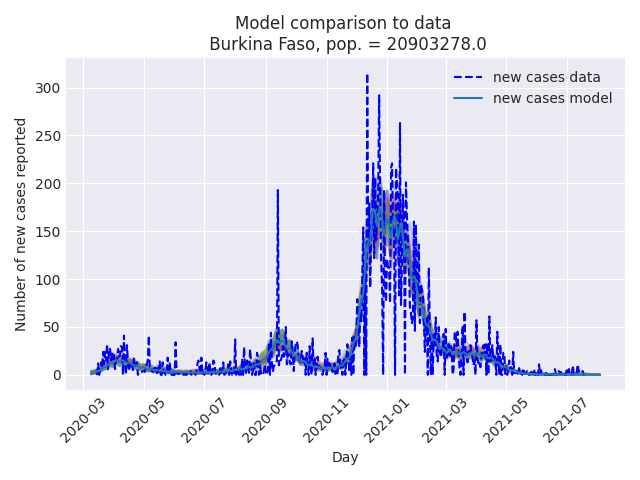 Model comparison to data
Burkina Faso, pop. = 20903278.0
new cases data
new cases model
Number of new cases reported
300
250
200
150
100
50
0
2020-03
2020-05
2020-07
2020-09
2020-11
2021-01
2021-03
2021-05
2021-07
Day